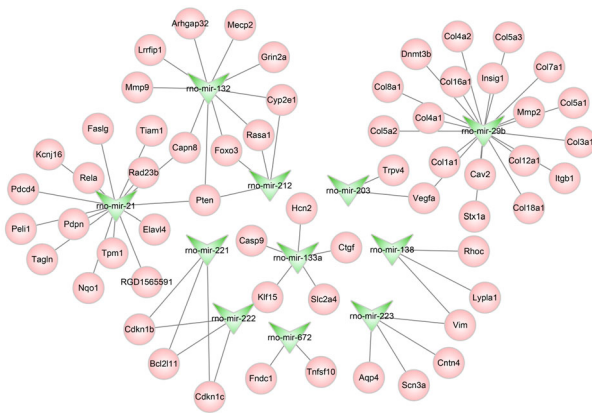 Arhgap32
Mecp2
Lrrfip1
Grin2a
Mmp9
rno-mir-132
Cyp2e1
Capn8
Foxo3
Rasa1
Faslg
Tiam1
Kcnj16
Rela
Rad23b
Pdcd4
rno-mir-21
Pten
rno-mir-212
Peli1
Pdpn
Elavl4
Tagln
Tpm1
Nqo1
RGD1565591
Col4a2
Col5a3
Dnmt3b
Col16a1
Insig1
Col7a1
Col8a1
Col4a1
Mmp2
Col5a1
Col5a2
rno-mir-29b
Col3a1
Col1a1
Col12a1
Cav2
Itgb1
Stx1a
Col18a1
Trpv4
rno-mir-203
Vegfa
Hcn2
Casp9
Ctgf
rno-mir-133a
Klf15
Slc2a4
rno-mir-138
Rhoc
Lypla1
rno-mir-221
Cdkn1b
rno-mir-222
Bcl2l11
Cdkn1c
rno-mir-672
Fndc1
Tnfsf10
rno-mir-223
Vim
Aqp4
Scn3a
Cntn4